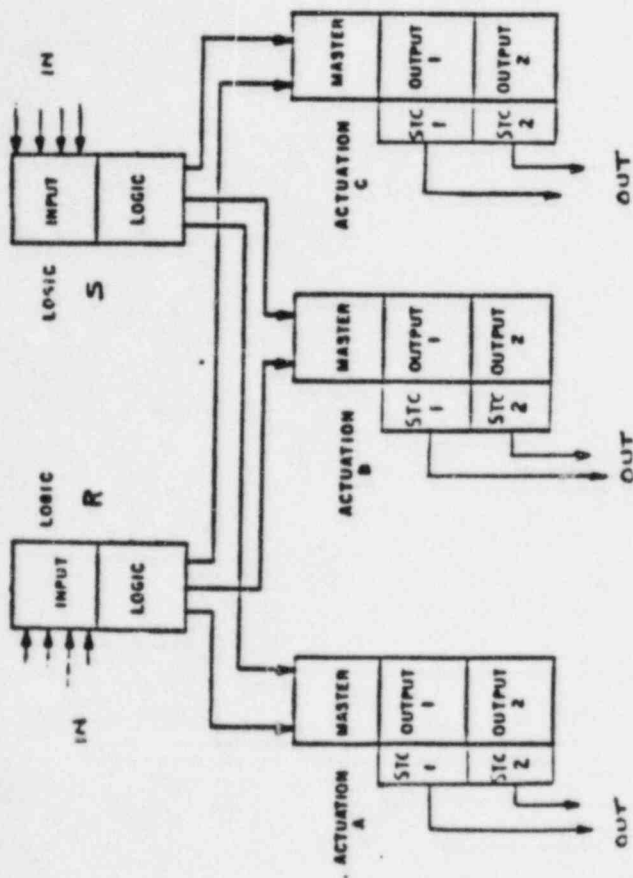 IN
INPUT
LOGIC
LOGIC
R
IN
INPUT
LOGIC
LOGIC
S
ACTUATION
A
MASTER
STC
1
OUTPUT
1
STC
2
OUTPUT
2
OUT
ACTUATION
B
MASTER
STC
1
OUTPUT
1
STC
2
OUTPUT
2
OUT
ACTUATION
C
MASTER
STC
1
OUTPUT
1
STC
2
OUTPUT
2
OUT